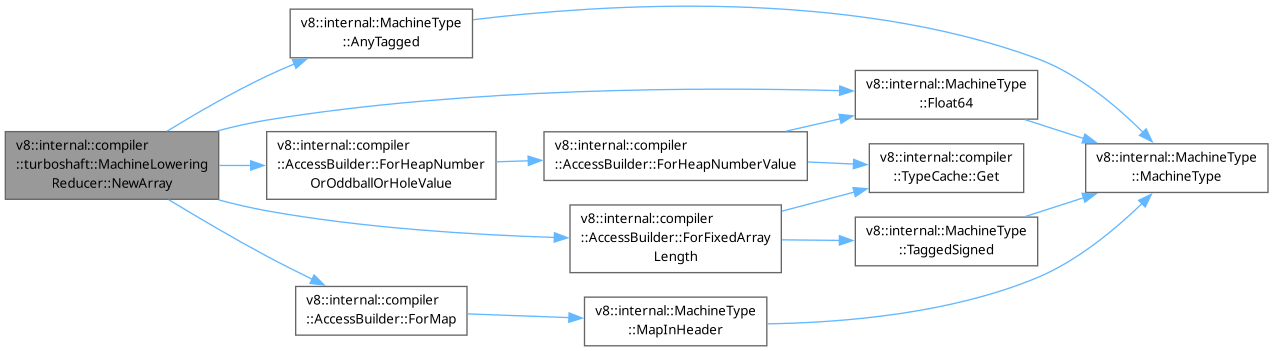 v8::internal::MachineType
::AnyTagged
v8::internal::MachineType
::Float64
v8::internal::compiler
::turboshaft::MachineLowering
Reducer::NewArray
v8::internal::compiler
::AccessBuilder::ForHeapNumber
OrOddballOrHoleValue
v8::internal::compiler
::AccessBuilder::ForHeapNumberValue
v8::internal::compiler
::TypeCache::Get
v8::internal::MachineType
::MachineType
v8::internal::compiler
::AccessBuilder::ForFixedArray
Length
v8::internal::MachineType
::TaggedSigned
v8::internal::compiler
::AccessBuilder::ForMap
v8::internal::MachineType
::MapInHeader